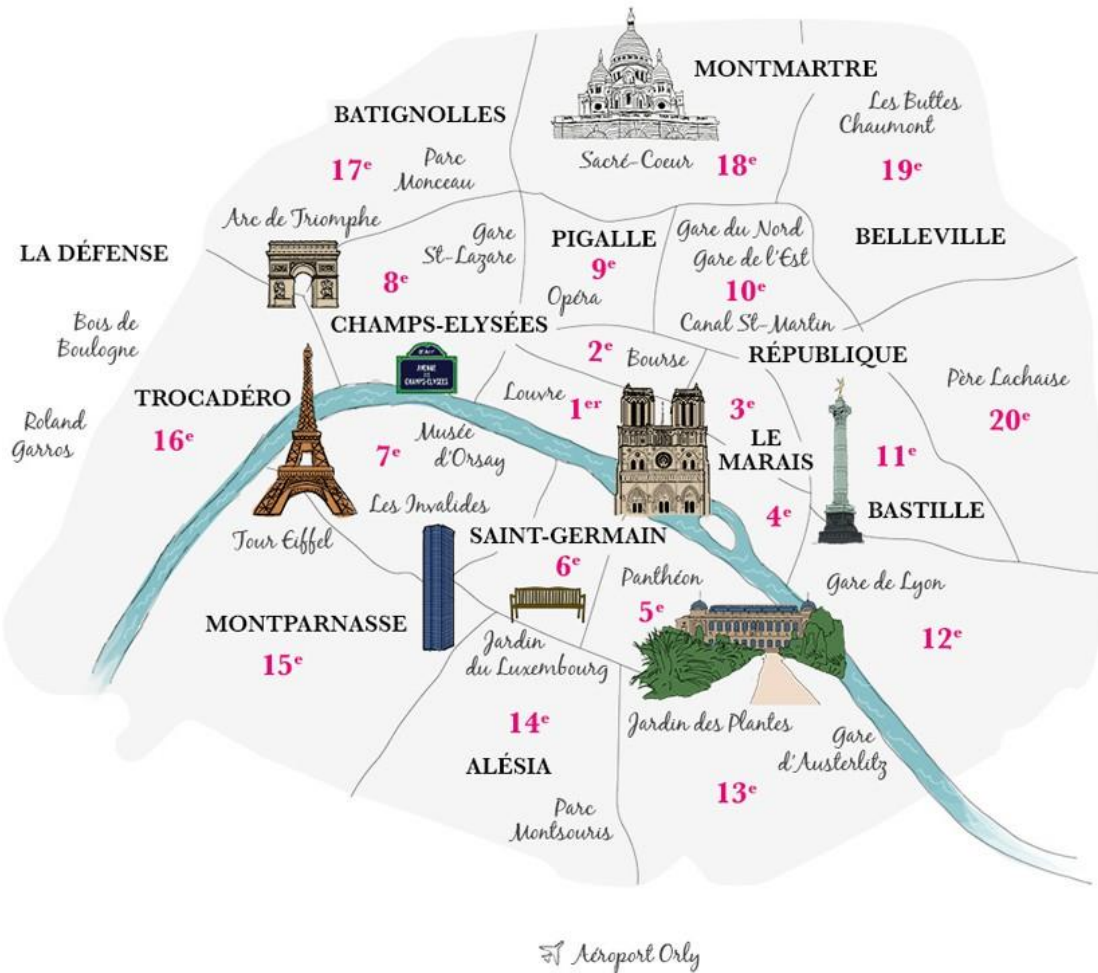 MONTMARTRE
Les Buttes
Chaumont
BATIGNOLLES
Parc
Monceau
17e
Sacré-Coeur
18e
19e
Arc de Triomphe
Gare
St-Lazare
PIGALLE
9e
Gare du Nord
Gare de l'Est
10e
BELLEVILLE
LA DÉFENSE
8e
Opéra
Canal St-Martin
Bois de
Boulogne
CHAMPS-ELYSÉES
2e
Bourse
RÉPUBLIQUE
AVENUE
DES
CHAMPS-ELYSEES
TROCADÉRO
16e
Louvre
1er
3e
Père Lachaise
20e
Roland
Garros
7e
Musée
d'Orsay
LE
MARAIS
11e
Les Invalides
4e
BASTILLE
Tour Eiffel
SAINT-GERMAIN
6e
Panthéon
5e
Gare de Lyon
12e
MONTPARNASSE
15e
Jardin
du Luxembourg
14e
Jardin des Plantes
Gare
d'Austerlitz
ALÉSIA
13e
Parc
Montsouris
Aéroport Orly